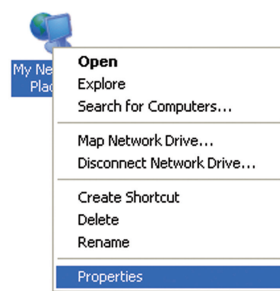 My Ne
Plac
Open
Explore
Search for Computers...
Map Network Drive...
Disconnect Network Drive...
Create Shortcut
Delete
Rename
Properties